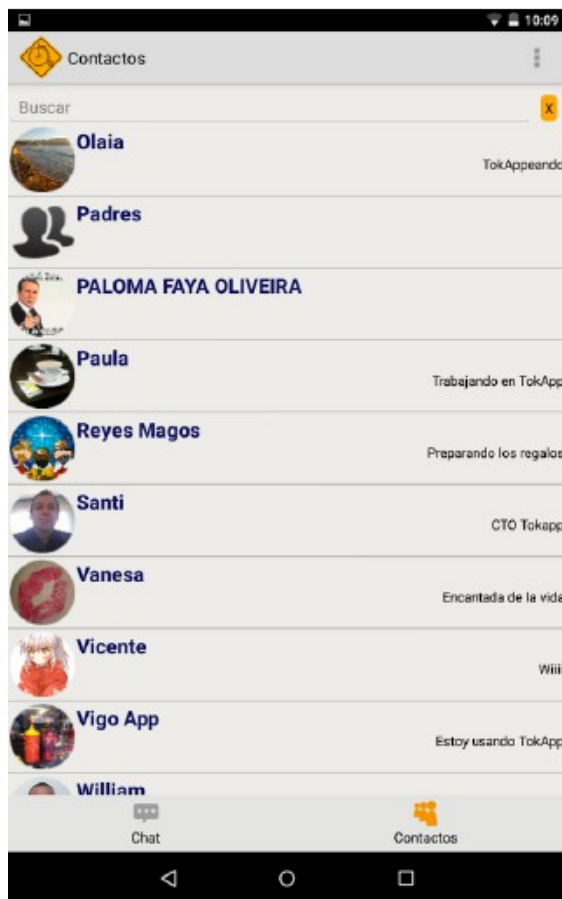 10:09
Contactos
Buscar
X
Olaia
TokAppeando
Padres
PALOMA FAYA OLIVEIRA
Paula
Trabajando en TokApp
Reyes Magos
Preparando los regalos
Santi
CTO Tokapp
Vanesa
Encantada de la vida
Vicente
Wiiii
Vigo App
Estoy usando TokApp
William
Chat
Contactos